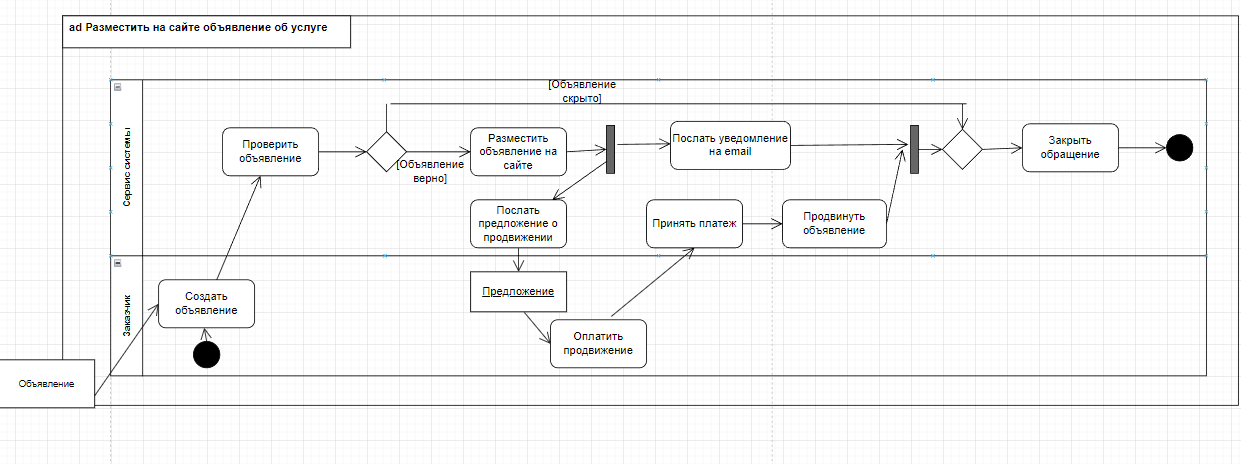 ad Разместить на сайте объявление об услуге
[Объявление
скрыто]
Сервис системы
Проверить
объявление
[Объявление
верно]
Разместить
объявление на
сайте
Послать уведомление
на email
Закрыть
обращение
Послать
предложение о
продвижении
Принять платеж
Продвинуть
объявление
Заказчик
Создать
объявление
Предложение
Оплатить
продвижение
Объявление